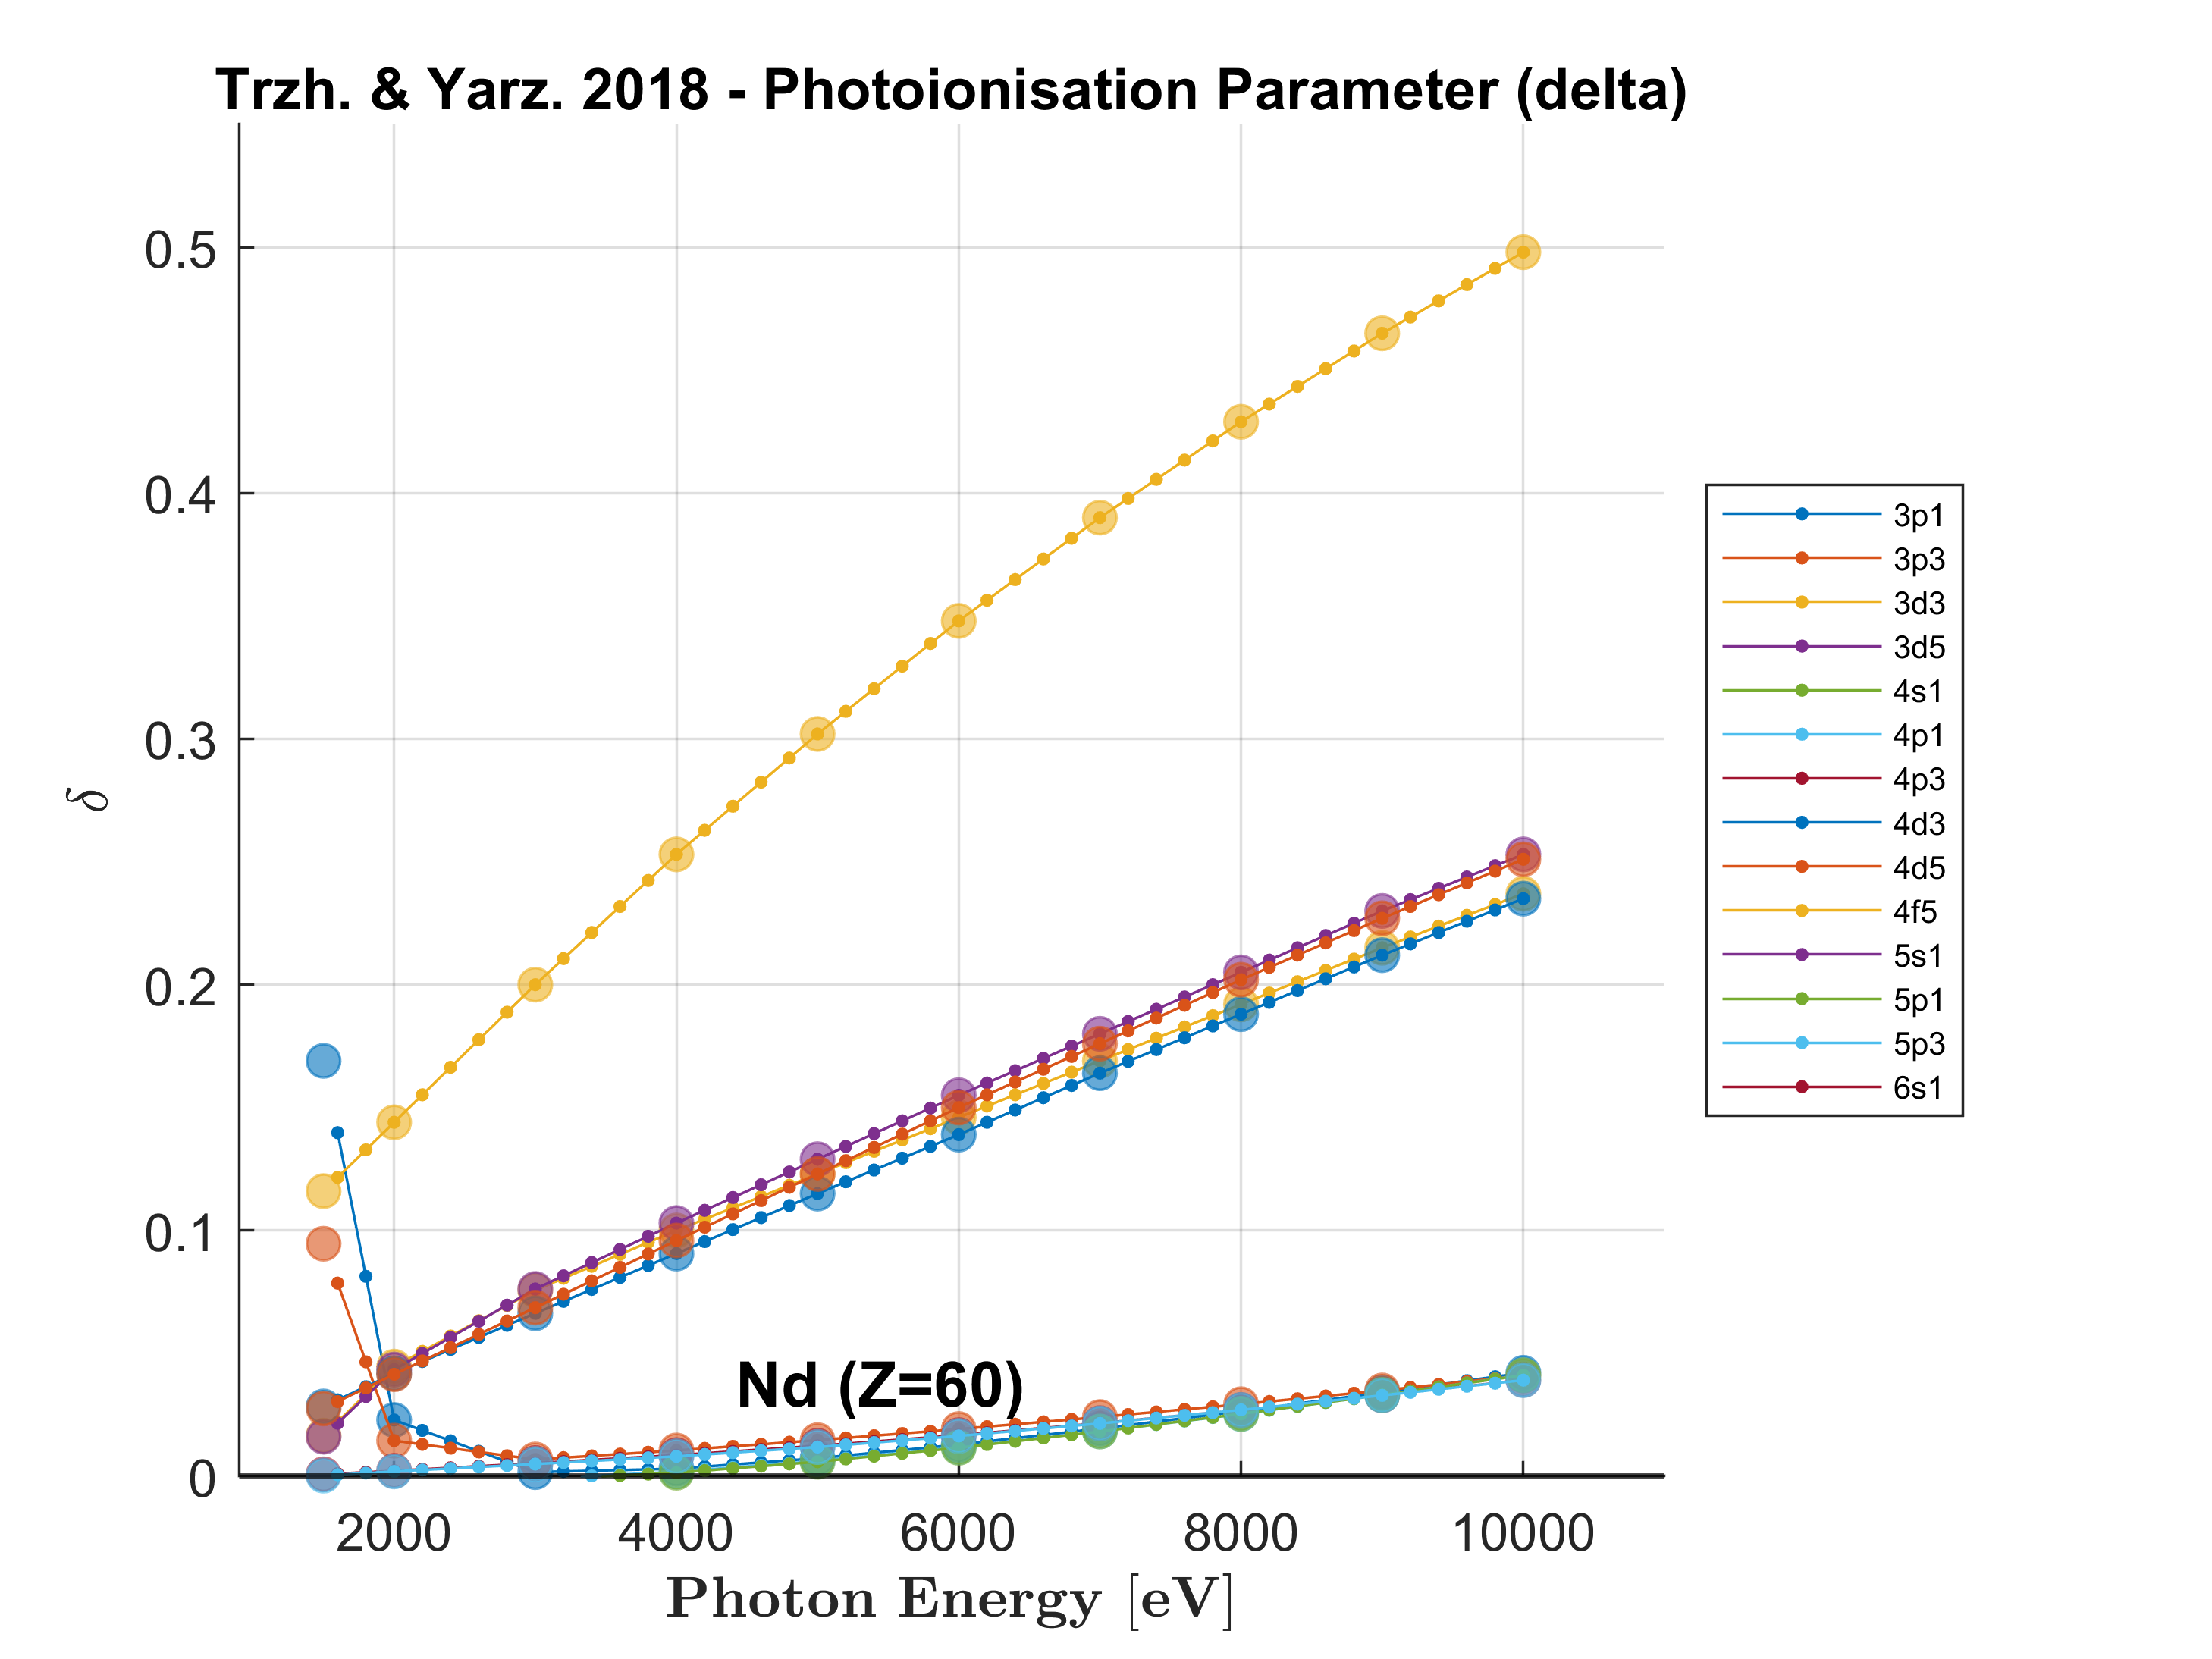 Trzh. & Yarz. 2018 - Photoionisation Parameter (delta)
0.5
0.4
0.3
0.2
0.1
0
δ
2000 4000 6000 8000 10000
Photon Energy [eV]
Nd (Z=60)
3p1
3p3
3d3
3d5
4s1
4p1
4p3
4d3
4d5
4f5
5s1
5p1
5p3
6s1